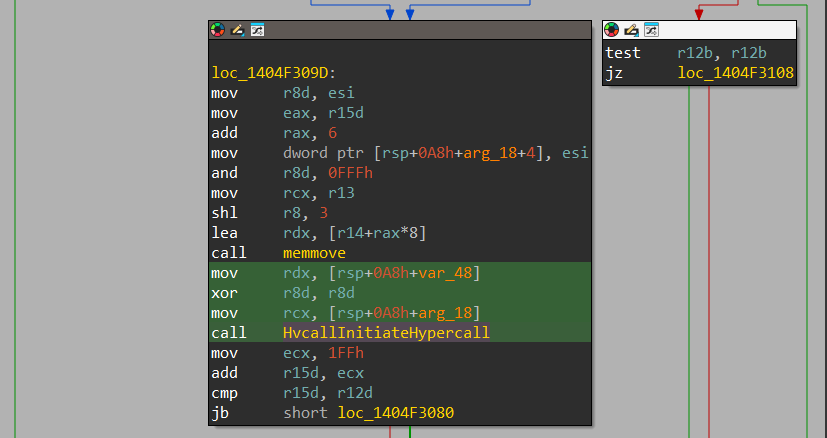 loc_1404F309D:
mov r8d, esi
mov eax, r15d
add rax, 6
mov dword ptr [rsp+0A8h+arg_18+4], esi
and r8d, 0FFFh
mov rcx, r13
shl r8, 3
lea rdx, [r14+rax*8]
call memmove
mov rdx, [rsp+0A8h+var_48]
xor r8d, r8d
mov rcx, [rsp+0A8h+arg_18]
call HvcallInitiateHypercall
mov ecx, 1FFh
add r15d, ecx
cmp r15d, r12d
jb short loc_1404F3080
test r12b, r12b
jz loc_1404F3108